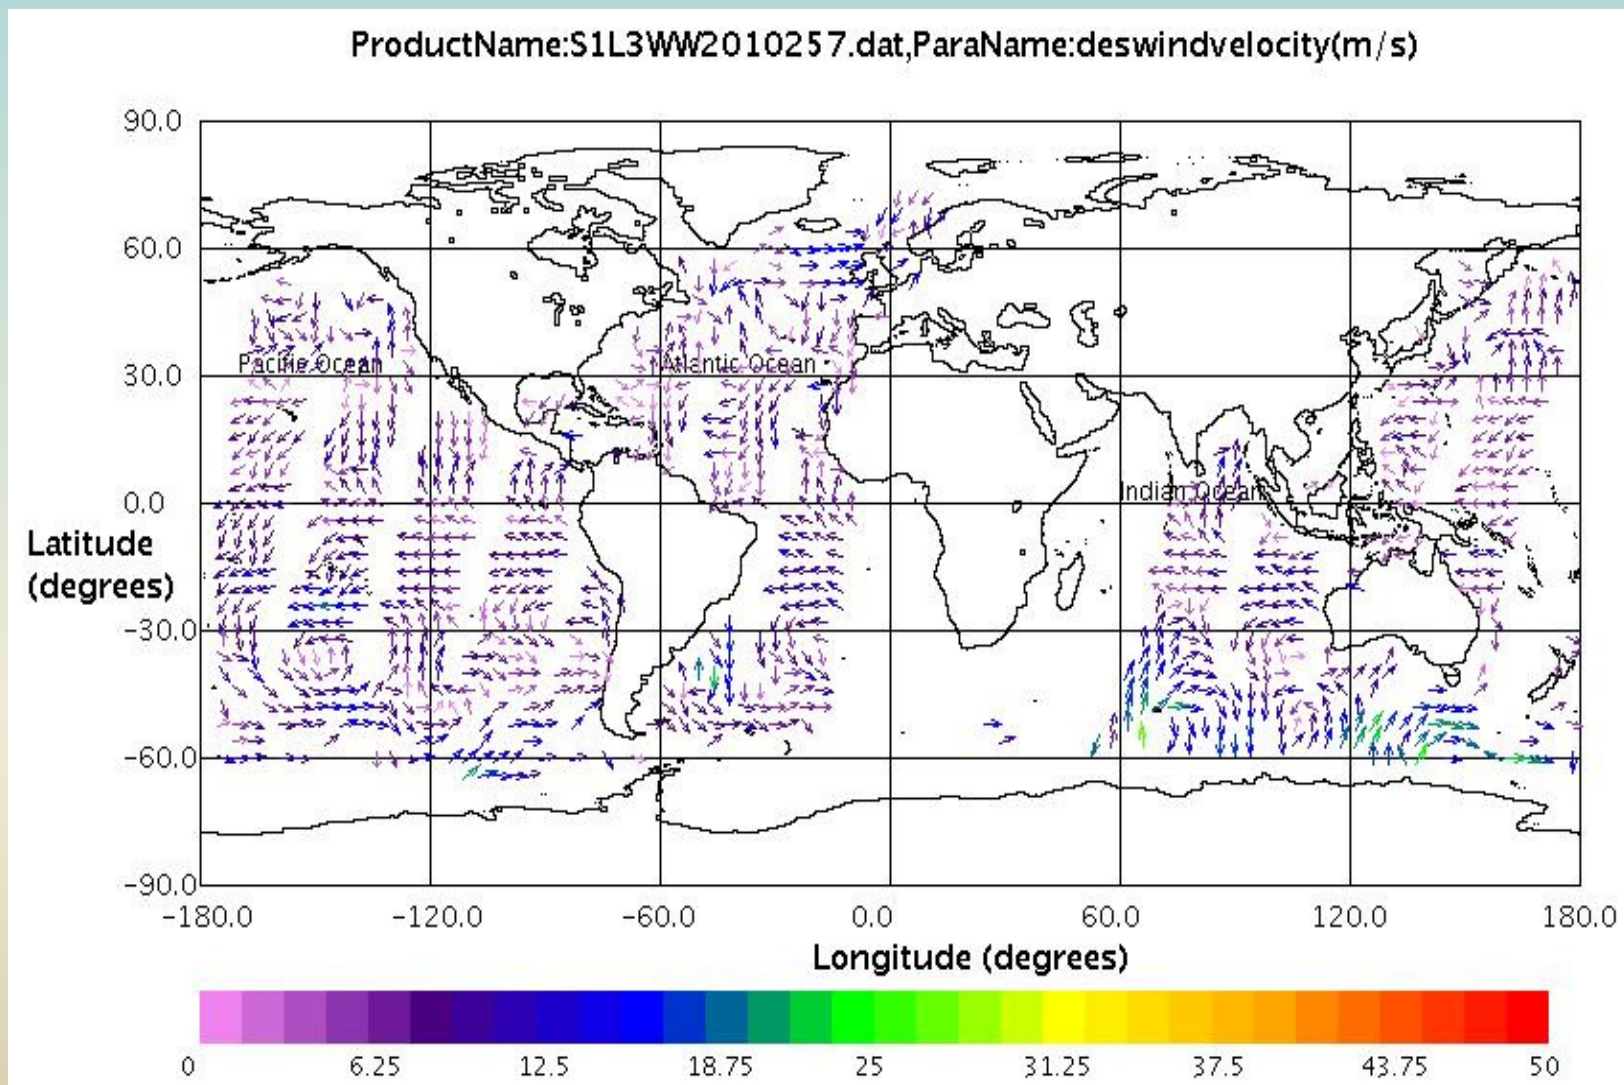 ProductName:S1L3WW2010257.dat,ParaName:deswindvelocity(m/s)
90.0
60.0
30.0
0.0
-30.0
-60.0
-90.0
Latitude
(degrees)
Pacific Ocean
Atlantic Ocean
Indian Ocean
-180.0 -120.0 -60.0 0.0 60.0 120.0 180.0
Longitude (degrees)
0 6.25 12.5 18.75 25 31.25 37.5 43.75 50